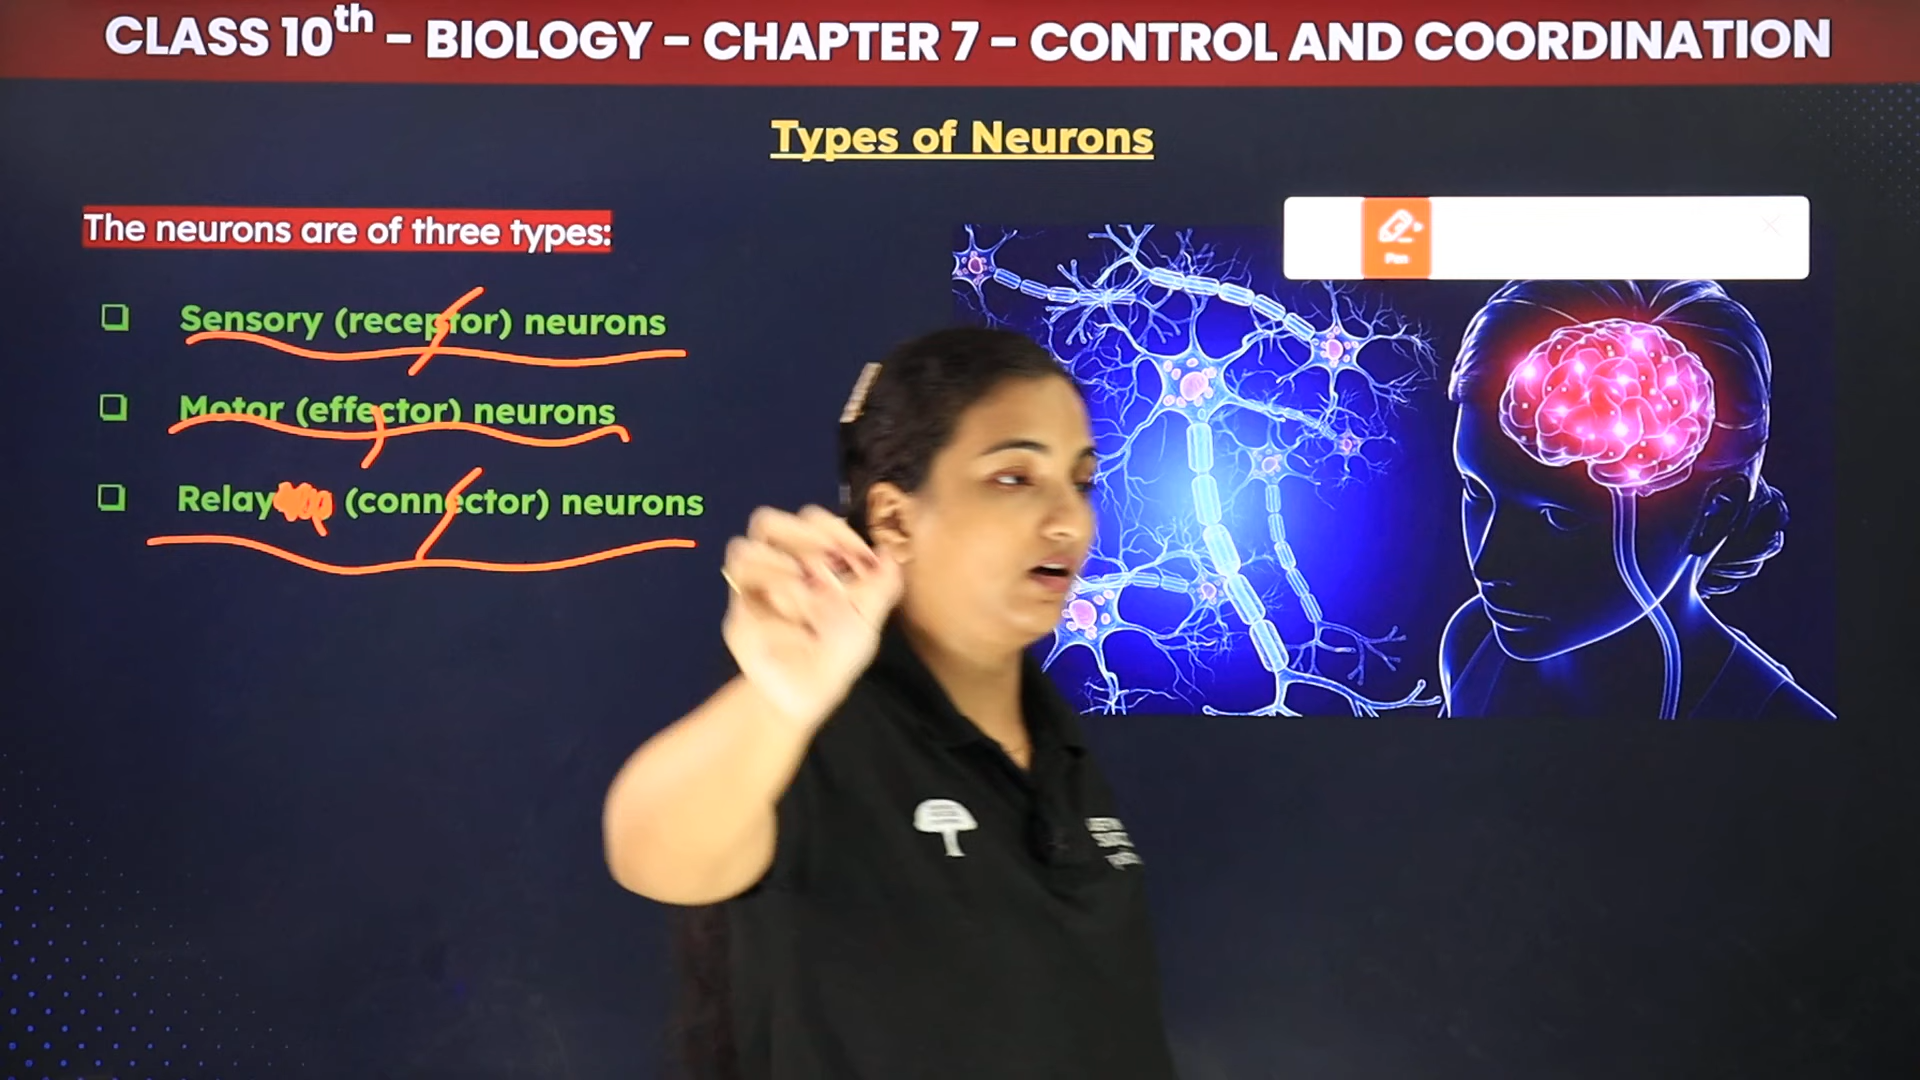 CLASS 10th - BIOLOGY - CHAPTER 7 - CONTROL AND COORDINATION
Types of Neurons
The neurons are of three types:
Sensory (receptor) neurons
Motor (effector) neurons
Relay (connector) neurons
Pen